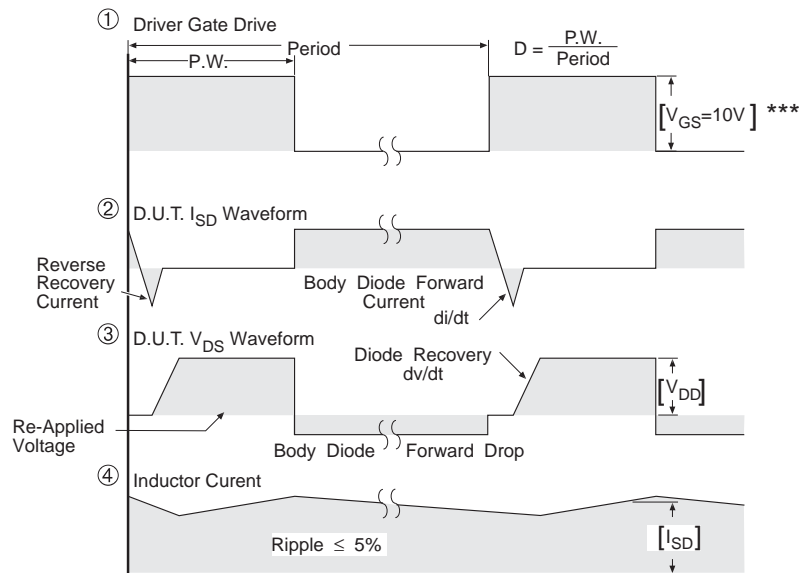 ① Driver Gate Drive
P.W.
Period
D = P.W.
Period
[VGS=10V] ***
② D.U.T. ISD Waveform
Reverse
Recovery
Current
Body Diode Forward
Current
di/dt
③ D.U.T. VDS Waveform
Diode Recovery
dv/dt
[VDD]
Re-Applied
Voltage
Body Diode Forward Drop
④ Inductor Curent
Ripple ≤ 5%
[ISD]